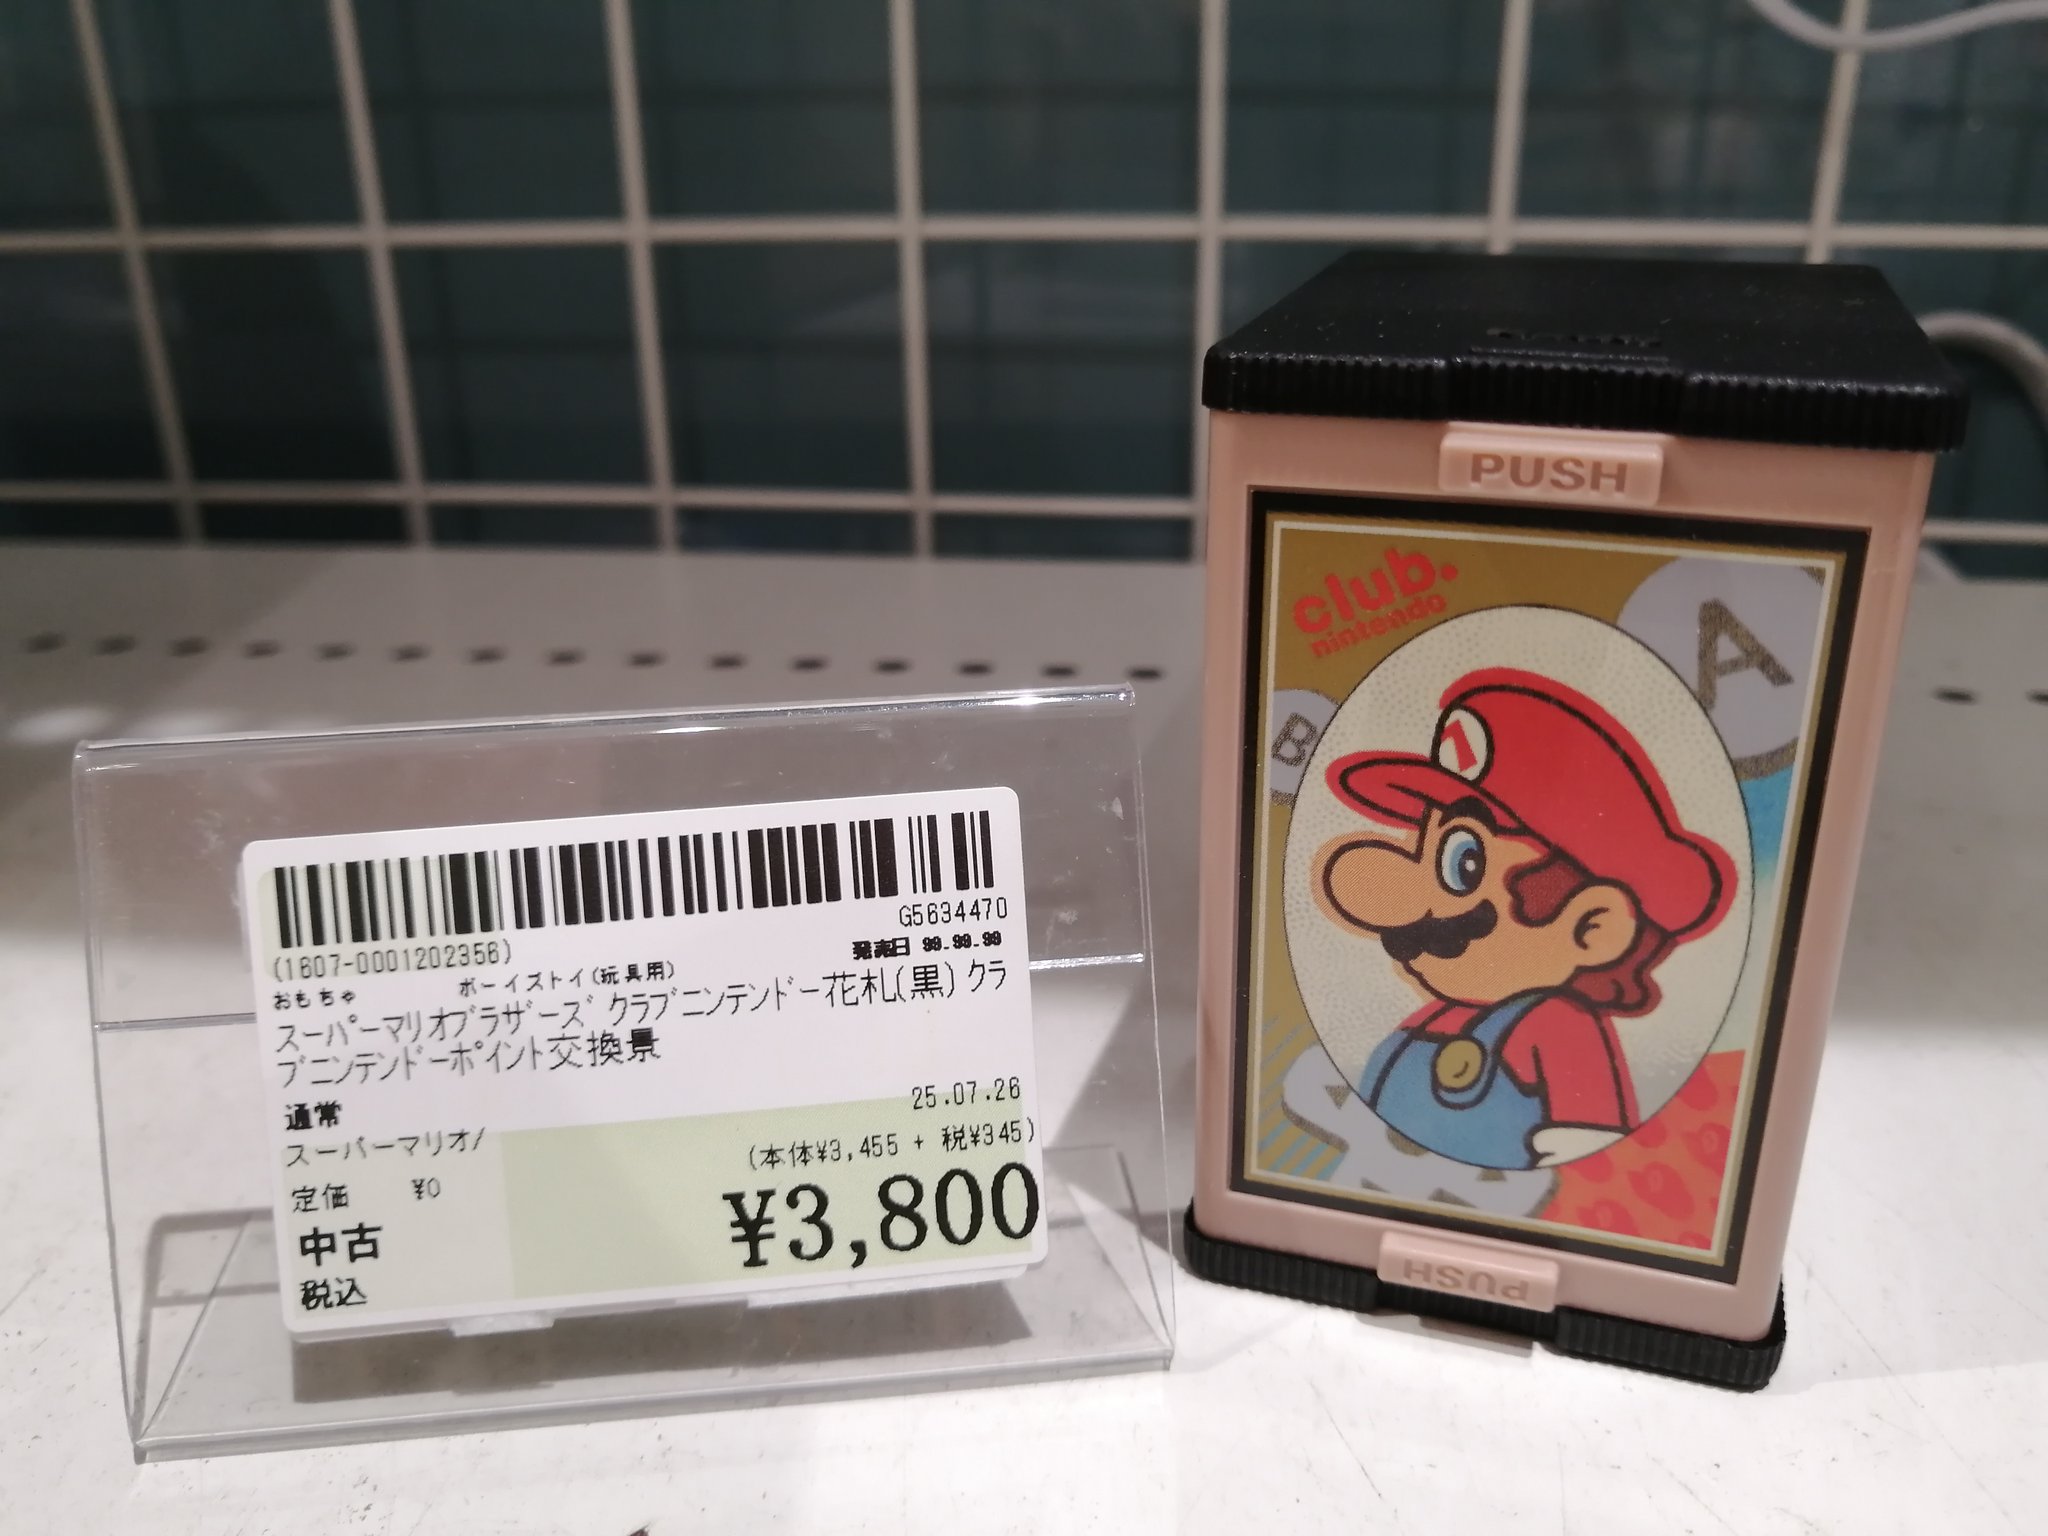 G5634470
(1607-0001202356)
発売日 99.99.99
おもちゃ ボーイズトイ(玩具用)
スーパーマリオブラザーズ クラブニンテンドー花札(黒) クラ
ブニンテンドーポイント交換景
25.07.26
通常
スーパーマリオ/
(本体¥3,455 + 税¥345)
定価 ¥0
¥3,800
中古
税込
PUSH
club.
nintendo
A
B
PUSH